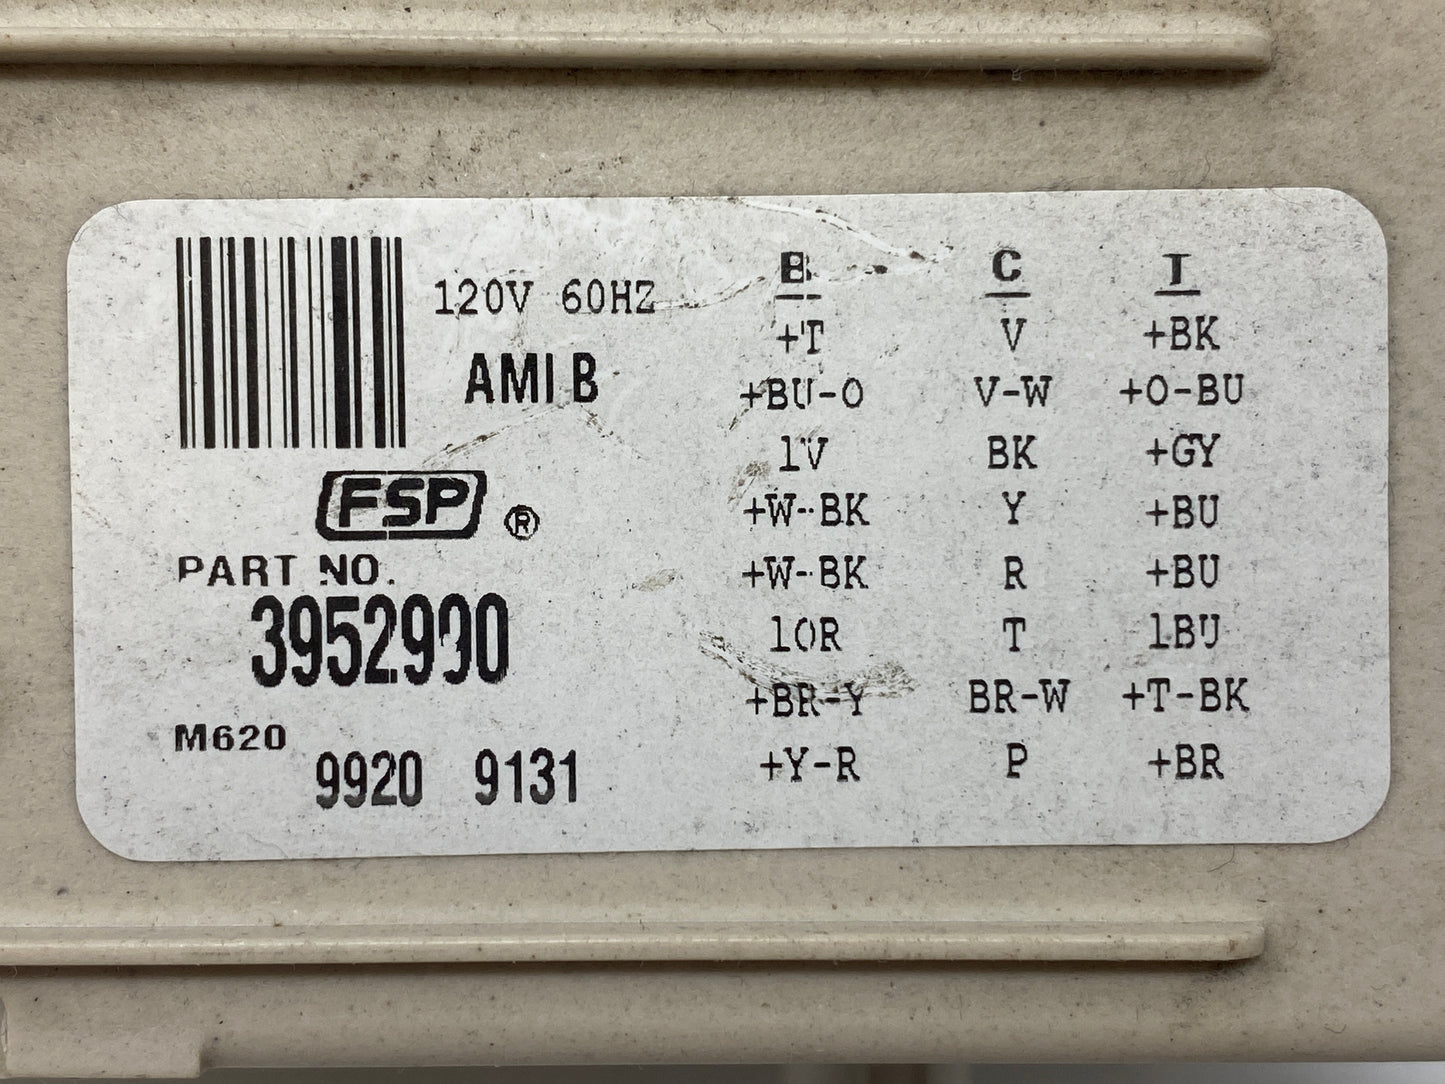 120V 60HZ
AMI B
FSP ®
PART NO.
3952990
M620
9920 9131
B C T
+T V +BK
+BU-O V-W +O-BU
1V BK +GY
+W-BK Y +BU
+W-BK R +BU
1OR T 1BU
+BR-Y BR-W +T-BK
+Y-R P +BR